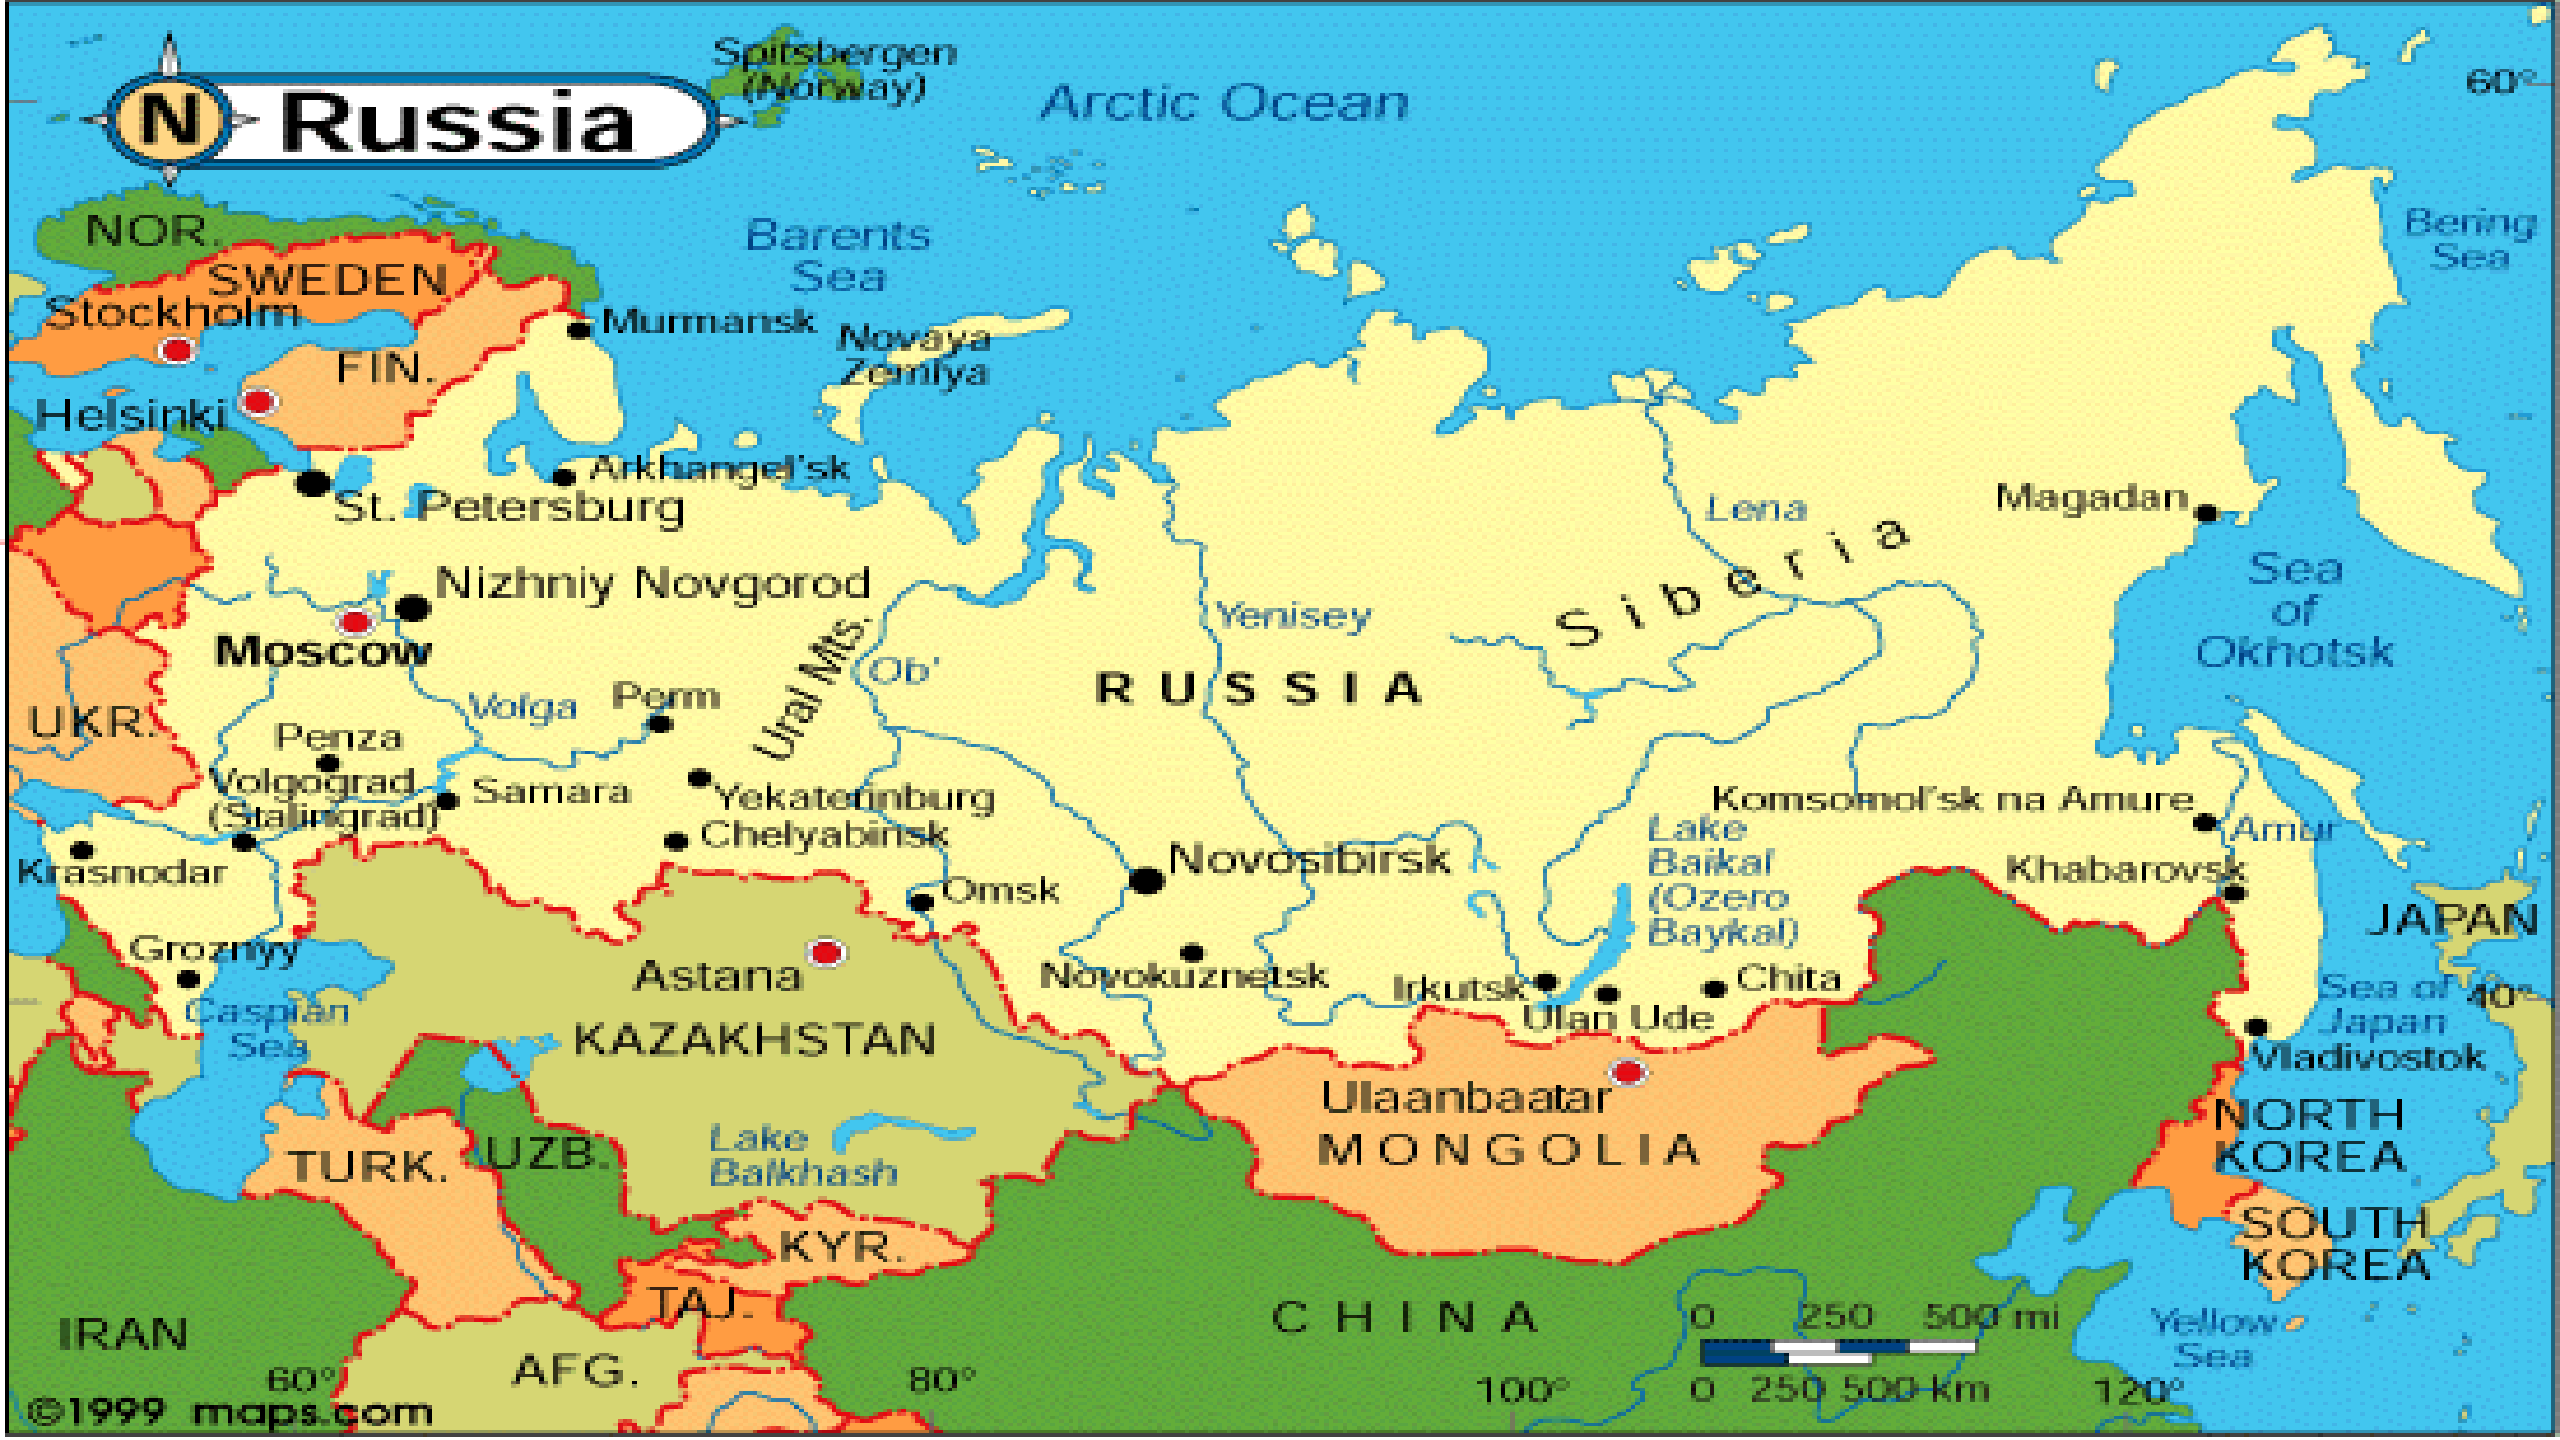 Spitsbergen
(Norway)
N Russia
Arctic Ocean
60°
NOR.
Barents
Sea
Bering
Sea
SWEDEN
Stockholm
Murmansk
Novaya
Zemlya
FIN.
Helsinki
Arkhangel'sk
St. Petersburg
Lena
Magadan
Siberia
Nizhniy Novgorod
Sea
of
Okhotsk
Yenisey
Moscow
Ural Mts.
Ob'
RUSSIA
Perm
Volga
UKR.
Penza
Volgograd
(Stalingrad)
Samara
Yekaterinburg
Chelyabinsk
Komsomol'sk na Amure
Amur
Lake
Baikal
(Ozero
Baykal)
Krasnodar
Novosibirsk
Khabarovsk
Omsk
JAPAN
Groznyy
Astana
Novokuznetsk
Irkutsk
Chita
Ulan Ude
Sea of
Japan
40°
Caspian
Sea
KAZAKHSTAN
Vladivostok
Ulaanbaatar
MONGOLIA
NORTH
KOREA
Lake
Balkhash
TURK.
UZB.
KYR.
SOUTH
KOREA
TAJ.
CHINA
IRAN
AFG.
0 250 500 mi
0 250 500 km
Yellow
Sea
60°
80°
100°
120°
©1999 maps.com